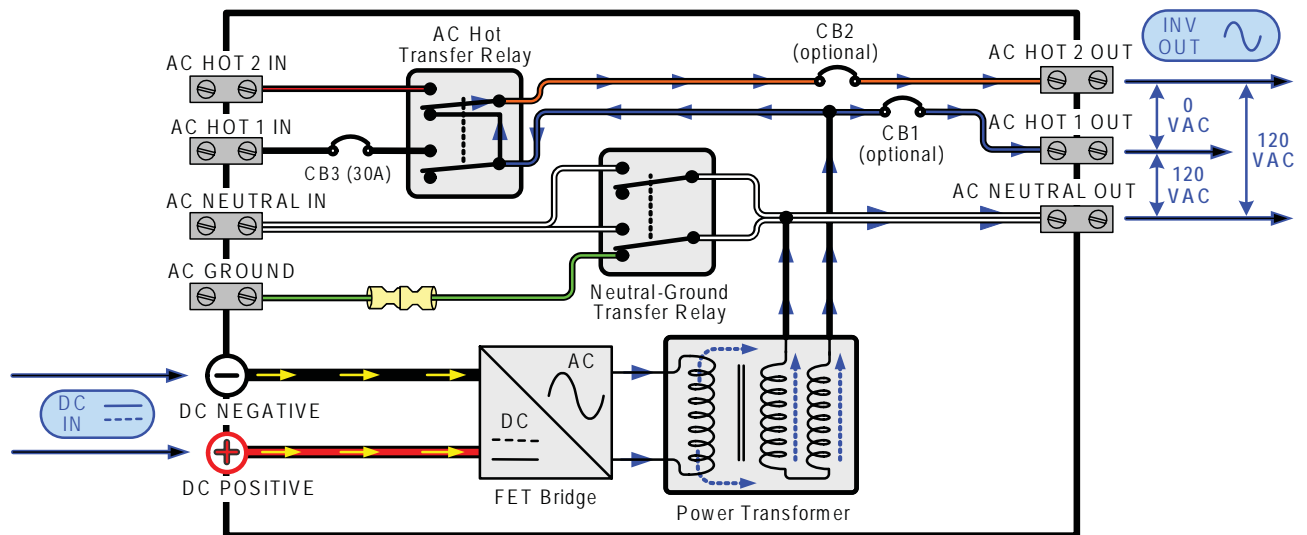 AC Hot
Transfer Relay
CB2
(optional)
INV
OUT
AC HOT 2 IN
AC HOT 2 OUT
AC HOT 1 IN
AC HOT 1 OUT
0
VAC
CB3 (30A)
CB1
(optional)
120
VAC
120
VAC
AC NEUTRAL IN
AC NEUTRAL OUT
AC GROUND
Neutral-Ground
Transfer Relay
DC
IN
DC NEGATIVE
DC POSITIVE
AC
DC
FET Bridge
Power Transformer